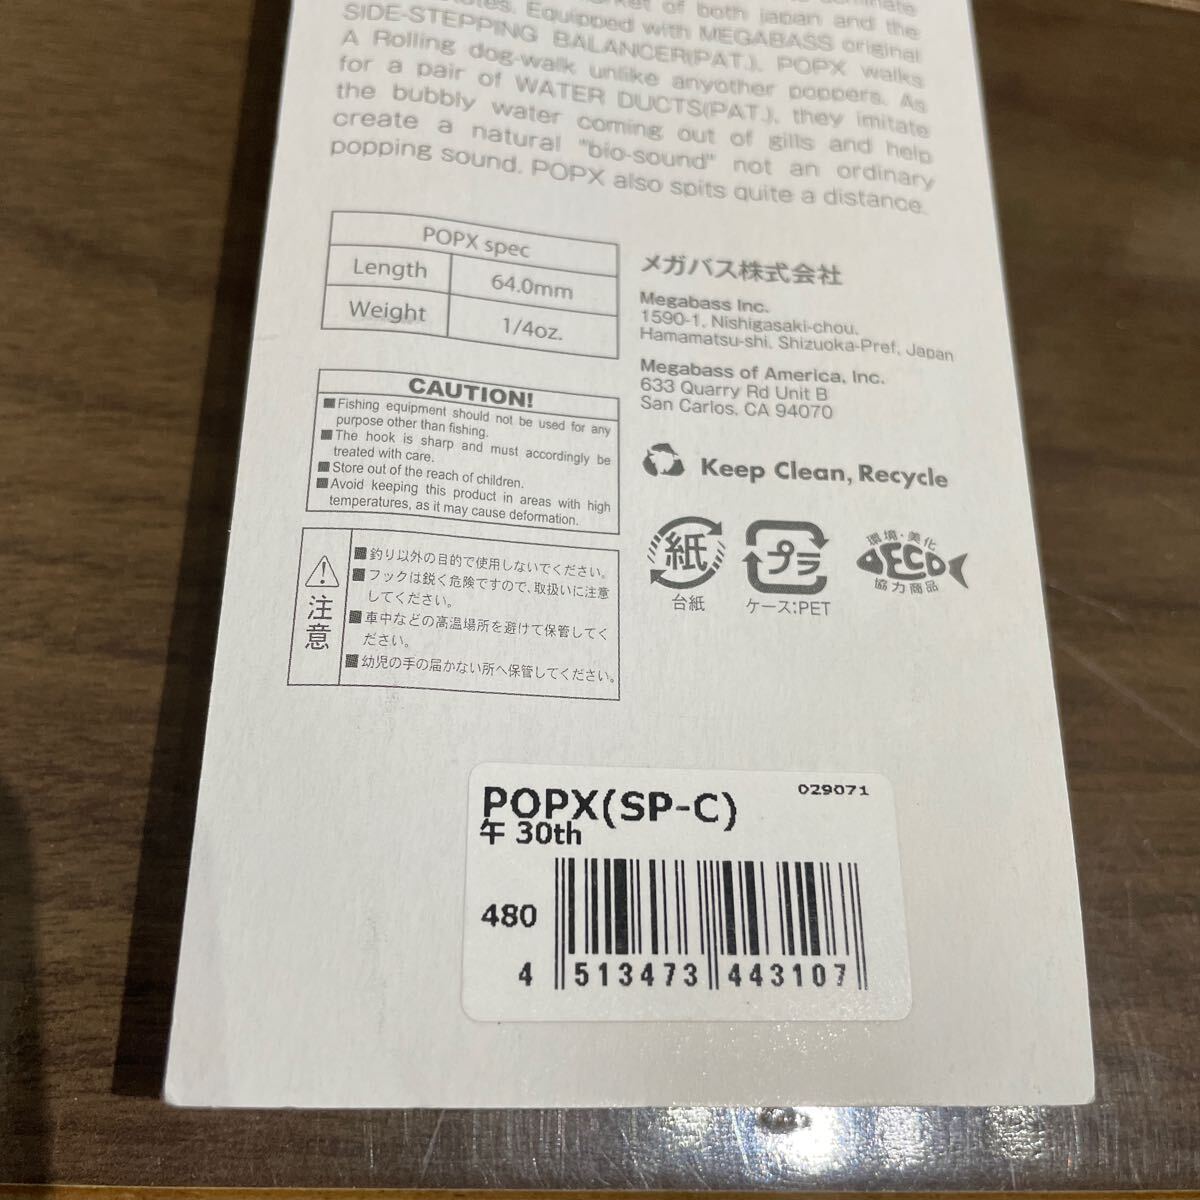 of both japan and the
Equipped with MEGABASS original
SIDE-STEPPING BALANCER(PAT.), POPX walks
A Rolling dog-walk unlike anyother poppers. As
for a pair of WATER DUCTS(PAT.), they imitate
the bubbly water coming out of gills and help
create a natural "bio-sound" not an ordinary
popping sound. POPX also spits quite a distance.
POPX spec
Length 64.0mm
Weight 1/4oz.
メガバス株式会社
Megabass Inc.
1590-1, Nishigasaki-chou,
Hamamatsu-shi, Shizuoka-Pref, Japan
Megabass of America, Inc.
633 Quarry Rd Unit B
San Carlos, CA 94070
CAUTION!
■Fishing equipment should not be used for any
purpose other than fishing.
■The hook is sharp and must accordingly be
treated with care.
■Store out of the reach of children.
■Avoid keeping this product in areas with high
temperatures, as it may cause deformation.
Keep Clean, Recycle
注意
■釣り以外の目的で使用しないでください。
■フックは鋭く危険ですので、取扱いに注意
してください。
■車中などの高温場所を避けて保管してく
ださい。
■幼児の手の届かない所へ保管してください。
紙
台紙
プラ
ケース:PET
環境・美化
ECO
協力商品
POPX(SP-C) 029071
午 30th
480
4 513473 443107